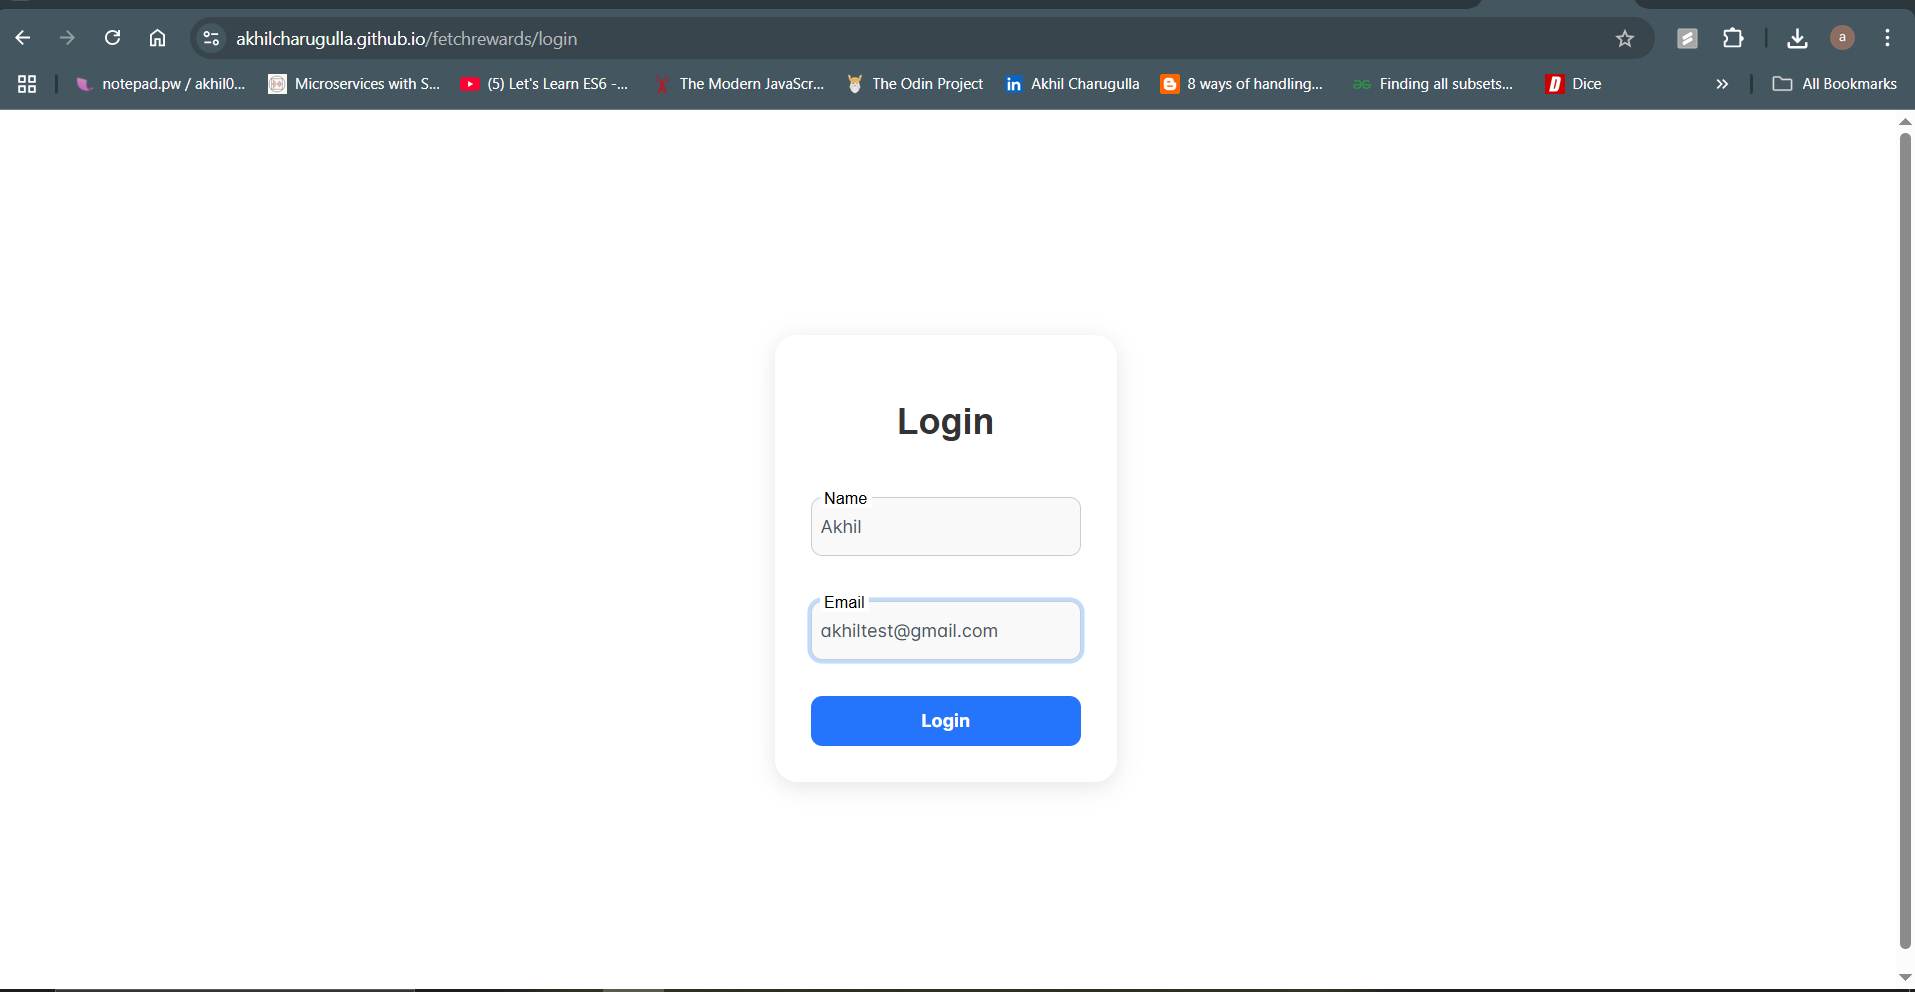 akhilcharugulla.github.io/fetchrewards/login
a
notepad.pw / akhil0... Microservices with S... (5) Let's Learn ES6 -... The Modern JavaScr... The Odin Project Akhil Charugulla 8 ways of handling... Finding all subsets... Dice » All Bookmarks
Login
Name
Akhil
Email
akhiltest@gmail.com
Login